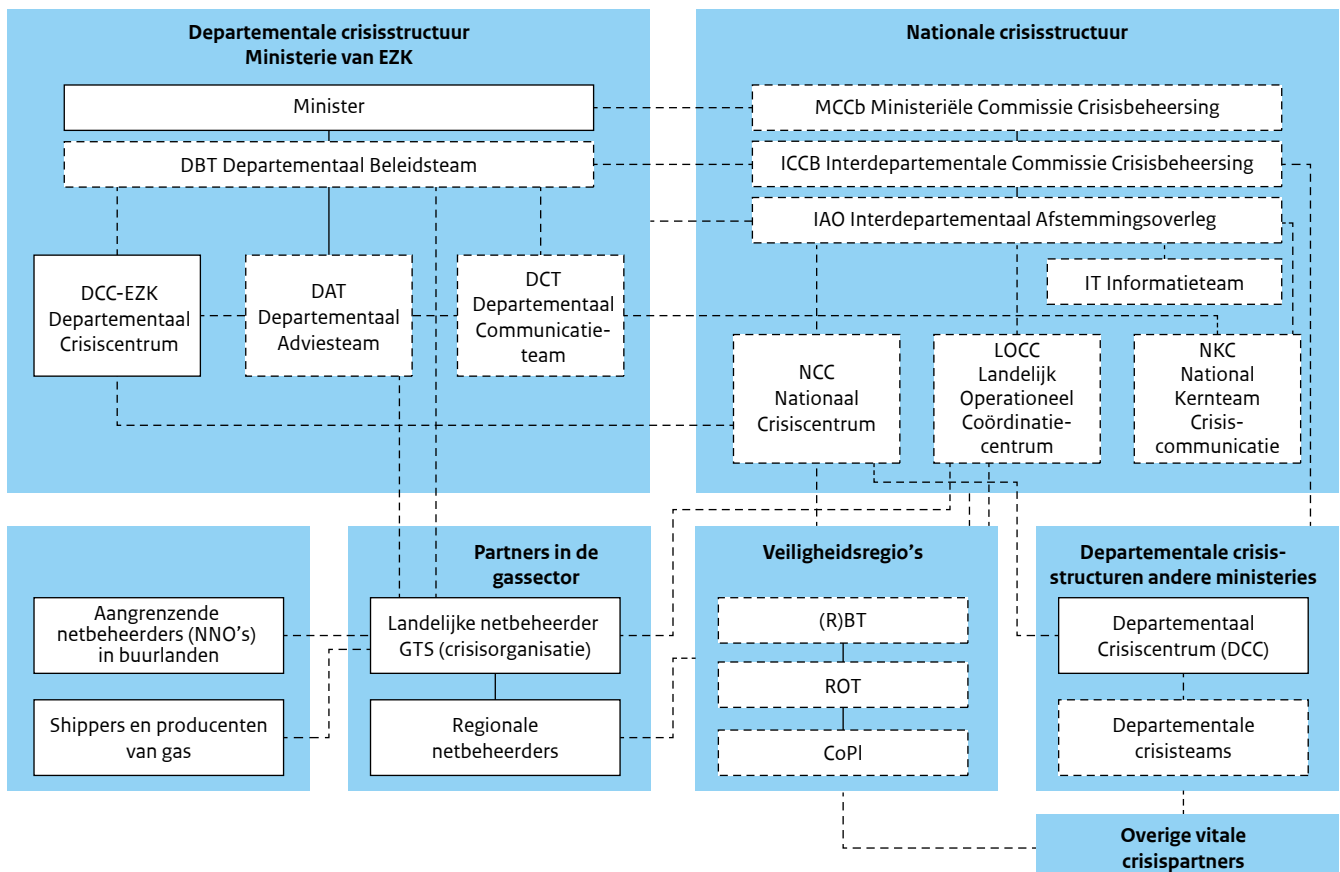 Departementale crisisstructuur
Ministerie van EZK
Minister
DBT Departementaal Beleidsteam
DCC-EZK
Departementaal
Crisiscentrum
DAT
Departementaal
Adviesteam
DCT
Departementaal
Communicatie-
team
Nationale crisisstructuur
MCCb Ministeriële Commissie Crisisbeheersing
ICCB Interdepartementale Commissie Crisisbeheersing
IAO Interdepartementaal Afstemmingsoverleg
IT Informatieteam
NCC
Nationaal
Crisiscentrum
LOCC
Landelijk
Operationeel
Coördinatie-
centrum
NKC
National
Kernteam
Crisis-
communicatie
Aangrenzende
netbeheerders (NNO's)
in buurlanden
Shippers en producenten
van gas
Partners in de
gassector
Landelijke netbeheerder
GTS (crisisorganisatie)
Regionale
netbeheerders
Veiligheidsregio's
(R)BT
ROT
CoPl
Departementale crisis-
structuren andere ministeries
Departementaal
Crisiscentrum (DCC)
Departementale
crisisteams
Overige vitale
crisispartners